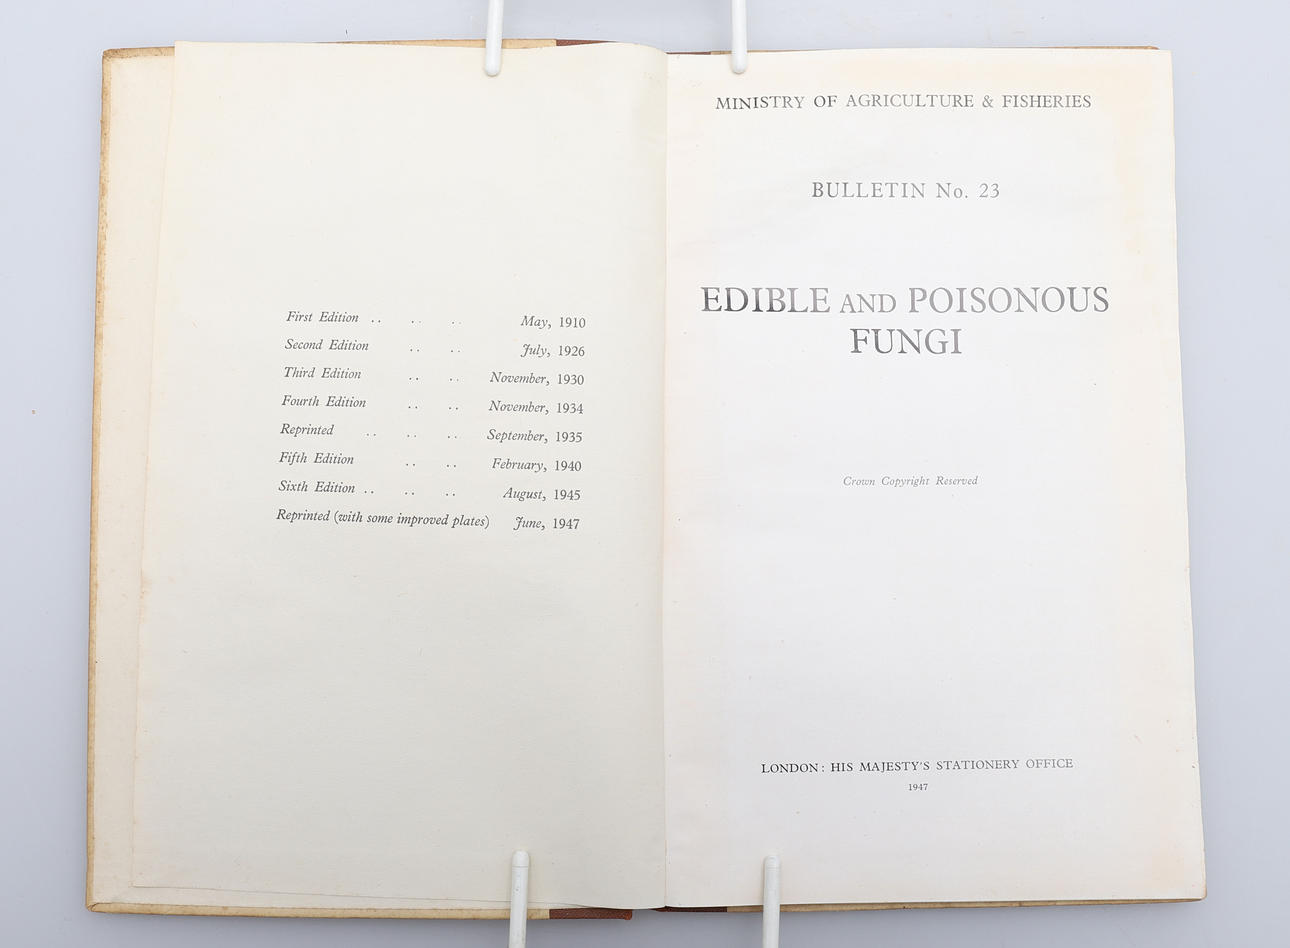 First Edition .. .. .. May, 1910
Second Edition .. .. July, 1926
Third Edition .. .. November, 1930
Fourth Edition .. .. November, 1934
Reprinted .. .. .. September, 1935
Fifth Edition .. .. February, 1940
Sixth Edition .. .. .. August, 1945
Reprinted (with some improved plates) June, 1947
MINISTRY OF AGRICULTURE & FISHERIES
BULLETIN No. 23
EDIBLE AND POISONOUS
FUNGI
Crown Copyright Reserved
LONDON: HIS MAJESTY'S STATIONERY OFFICE
1947